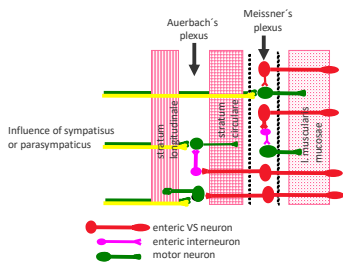 Auerbach´s
plexus
Meissner´s
plexus
Influence of sympatisus
or parasympaticus
stratum
longitudinale
stratum
circulare
l. muscularis
mucosae
enteric VS neuron
enteric interneuron
motor neuron